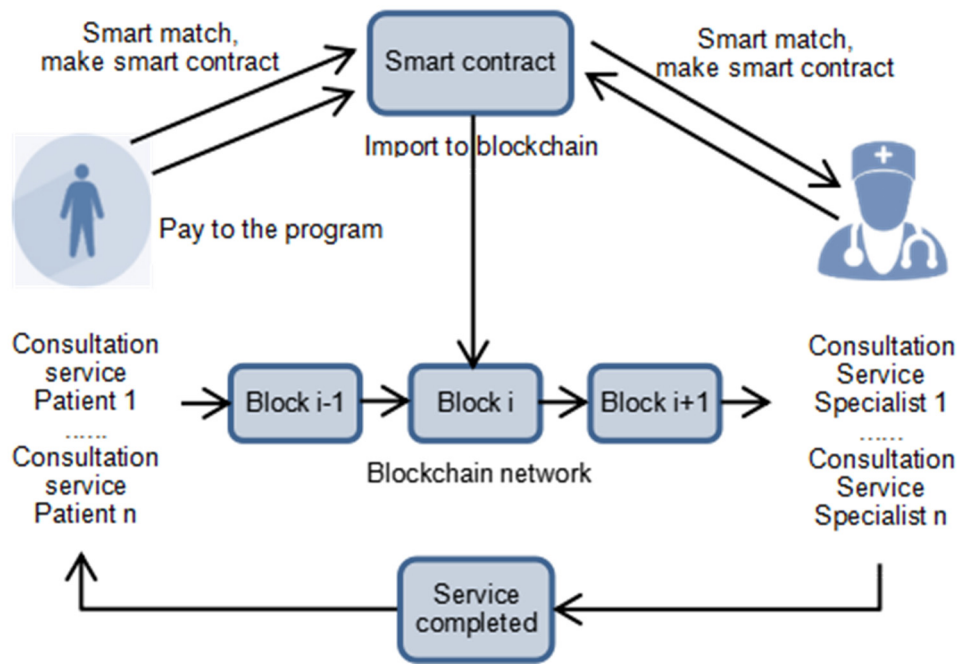 Smart match,
make smart contract
Smart contract
Smart match,
make smart contract
Import to blockchain
Pay to the program
Consultation
service
Patient 1
......
Consultation
service
Patient n
Block i-1
Block i
Block i+1
Blockchain network
Consultation
Service
Specialist 1
......
Consultation
Service
Specialist n
Service
completed